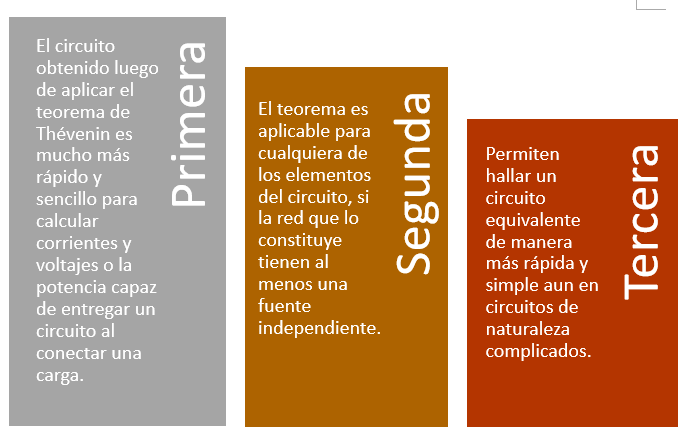 Primera
El circuito
obtenido luego
de aplicar el
teorema de
Thévenin es
mucho más
rápido y
sencillo para
calcular
corrientes y
voltajes o la
potencia capaz
de entregar un
circuito al
conectar una
carga.
Segunda
El teorema es
aplicable para
cualquiera de
los elementos
del circuito, si
la red que lo
constituye
tienen al
menos una
fuente
independiente.
Tercera
Permiten
hallar un
circuito
equivalente
de manera
más rápida y
simple aun en
circuitos de
naturaleza
complicados.